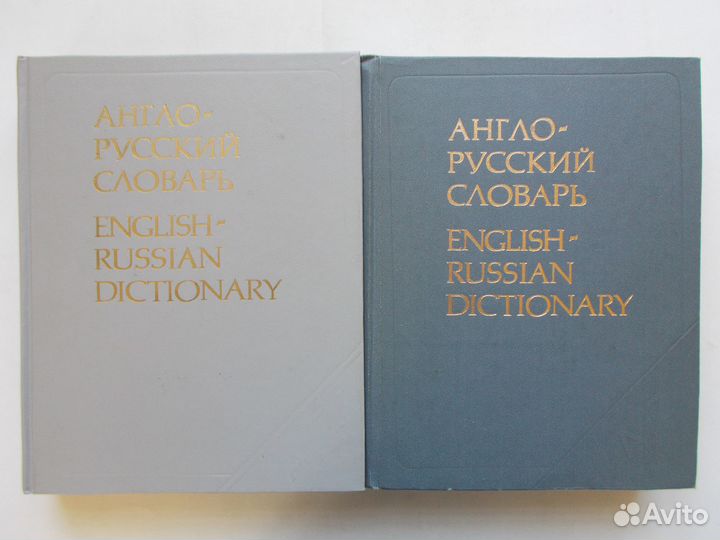 АНГЛО-
РУССКИЙ
СЛОВАРЬ
ENGLISH-
RUSSIAN
DICTIONARY
АНГЛО-
РУССКИЙ
СЛОВАРЬ
ENGLISH-
RUSSIAN
DICTIONARY
Avito